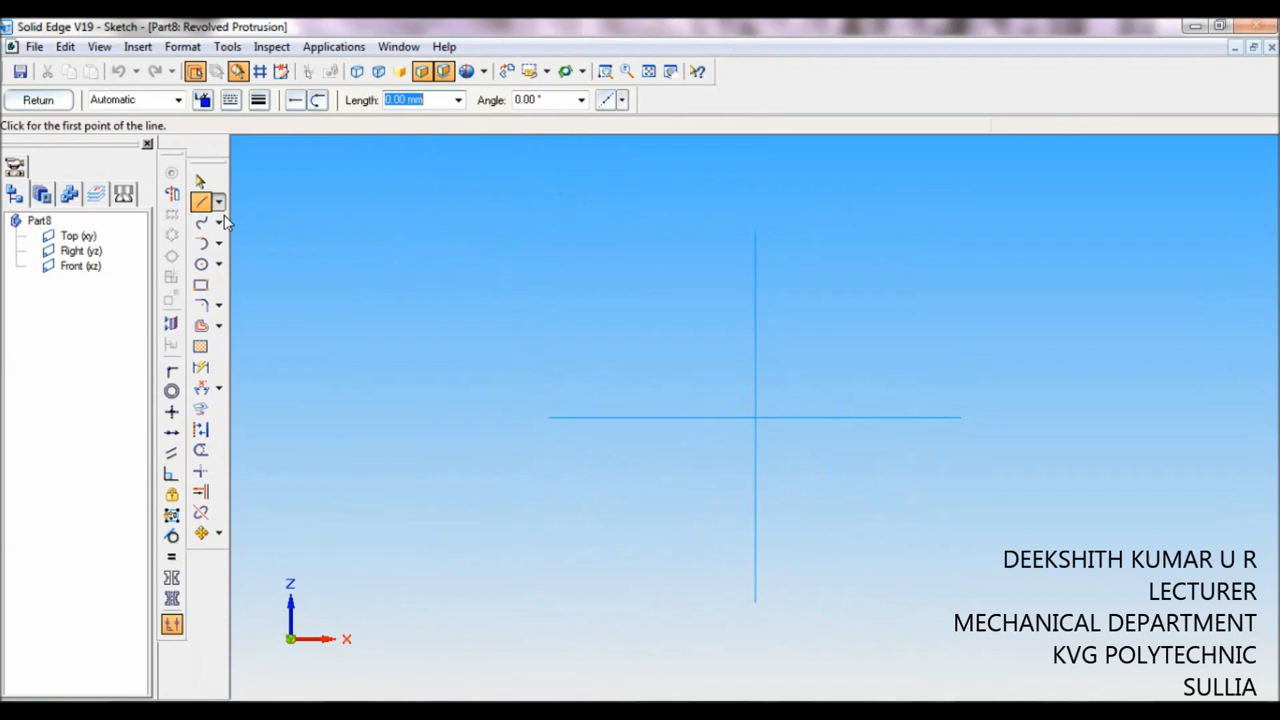 Solid Edge V19 - Sketch - [Part8: Revolved Protrusion]
File Edit View Insert Format Tools Inspect Applications Window Help
Return Automatic Length: 0.00 mm Angle: 0.00 °
Click for the first point of the line.
Part8
Top (xy)
Right (yz)
Front (xz)
Z
X
DEEKSHITH KUMAR U R
LECTURER
MECHANICAL DEPARTMENT
KVG POLYTECHNIC
SULLIA